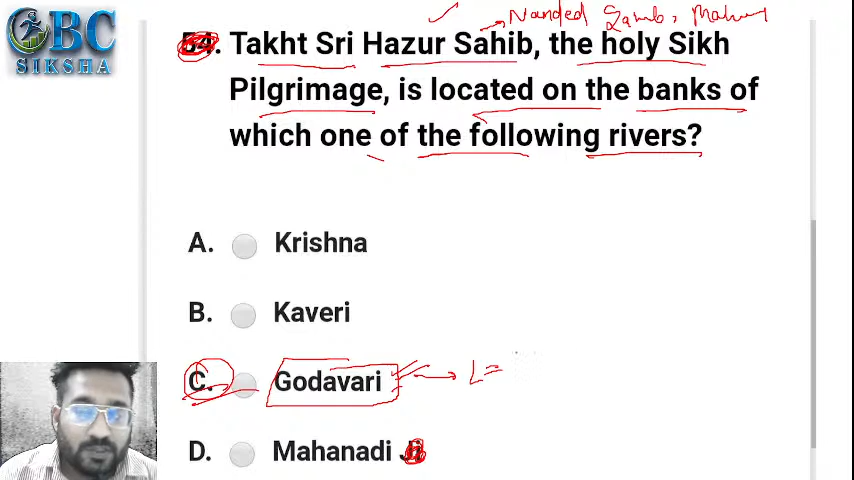 BC
SIKSHA
Nanded Sahib,
54. Takht Sri Hazur Sahib, the holy Sikh
Pilgrimage, is located on the banks of
which one of the following rivers?
A. Krishna
B. Kaveri
C. Godavari
L=
D. Mahanadi